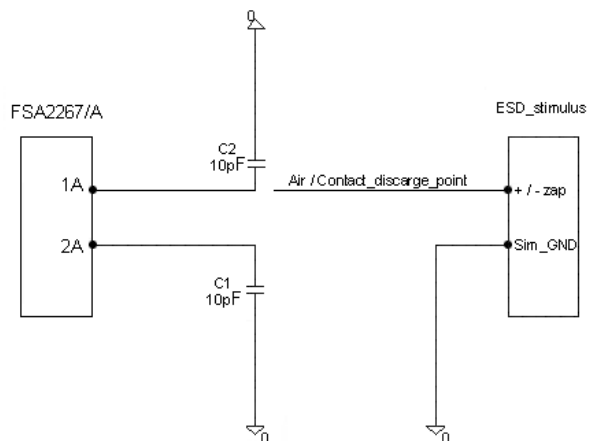 0
FSA2267/A
ESD_stimulus
C2
10pF
1A
Air / Contact_discarge_point
+ / - zap
2A
Sim_GND
C1
10pF
0
0